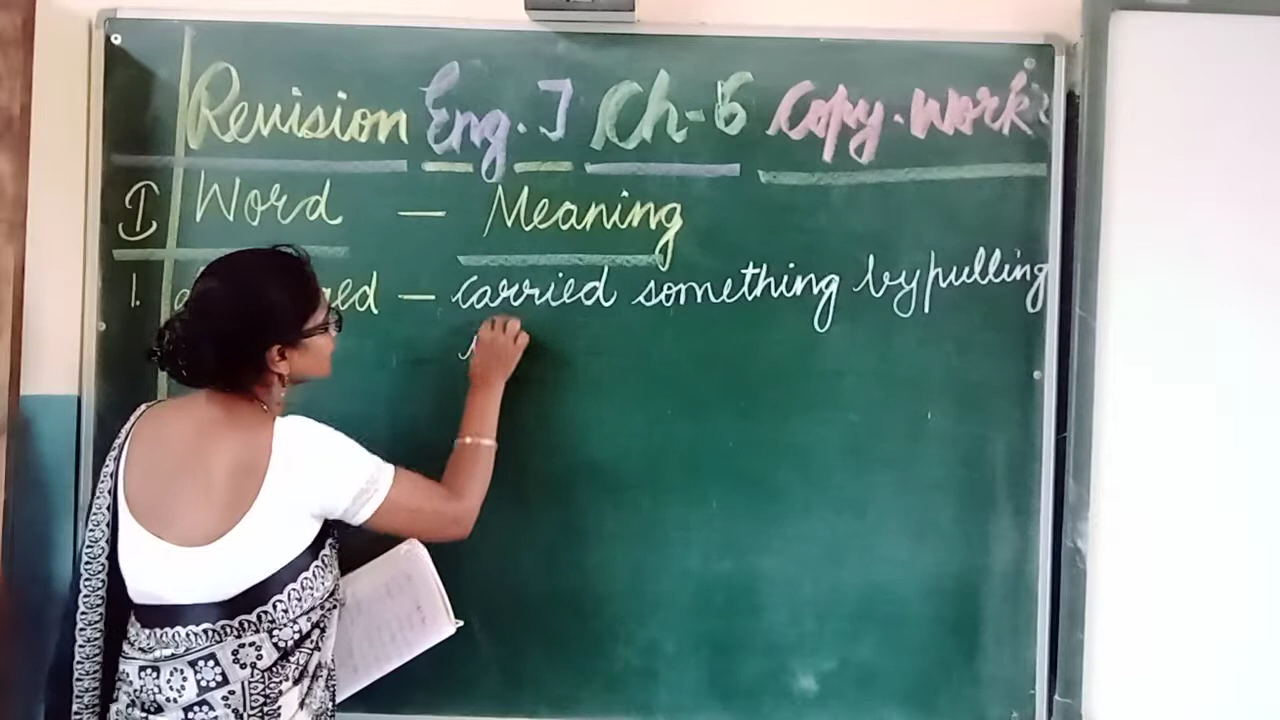 Revision Eng. I Ch-6 Copy. Work
I Word — Meaning
1. — carried something by pulling